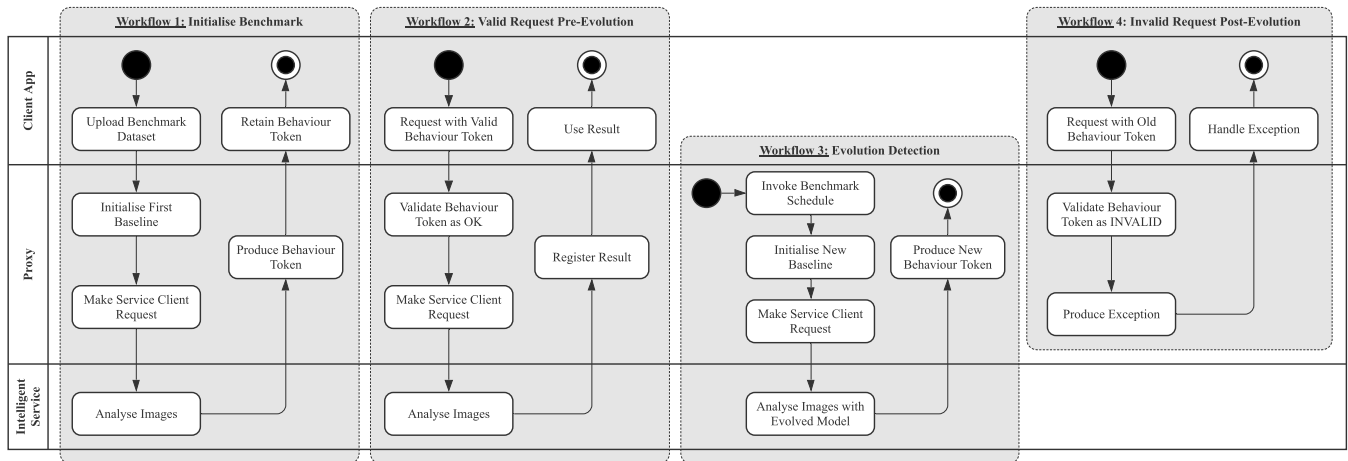 Workflow 1: Initialise Benchmark
Workflow 2: Valid Request Pre-Evolution
Workflow 4: Invalid Request Post-Evolution
Client App
Upload Benchmark
Dataset
Retain Behaviour
Token
Request with Valid
Behaviour Token
Use Result
Request with Old
Behaviour Token
Handle Exception
Workflow 3: Evolution Detection
Proxy
Initialise First
Baseline
Produce Behaviour
Token
Make Service Client
Request
Validate Behaviour
Token as OK
Register Result
Make Service Client
Request
Invoke Benchmark
Schedule
Initialise New
Baseline
Produce New
Behaviour Token
Make Service Client
Request
Validate Behaviour
Token as INVALID
Produce Exception
Intelligent
Service
Analyse Images
Analyse Images
Analyse Images with
Evolved Model